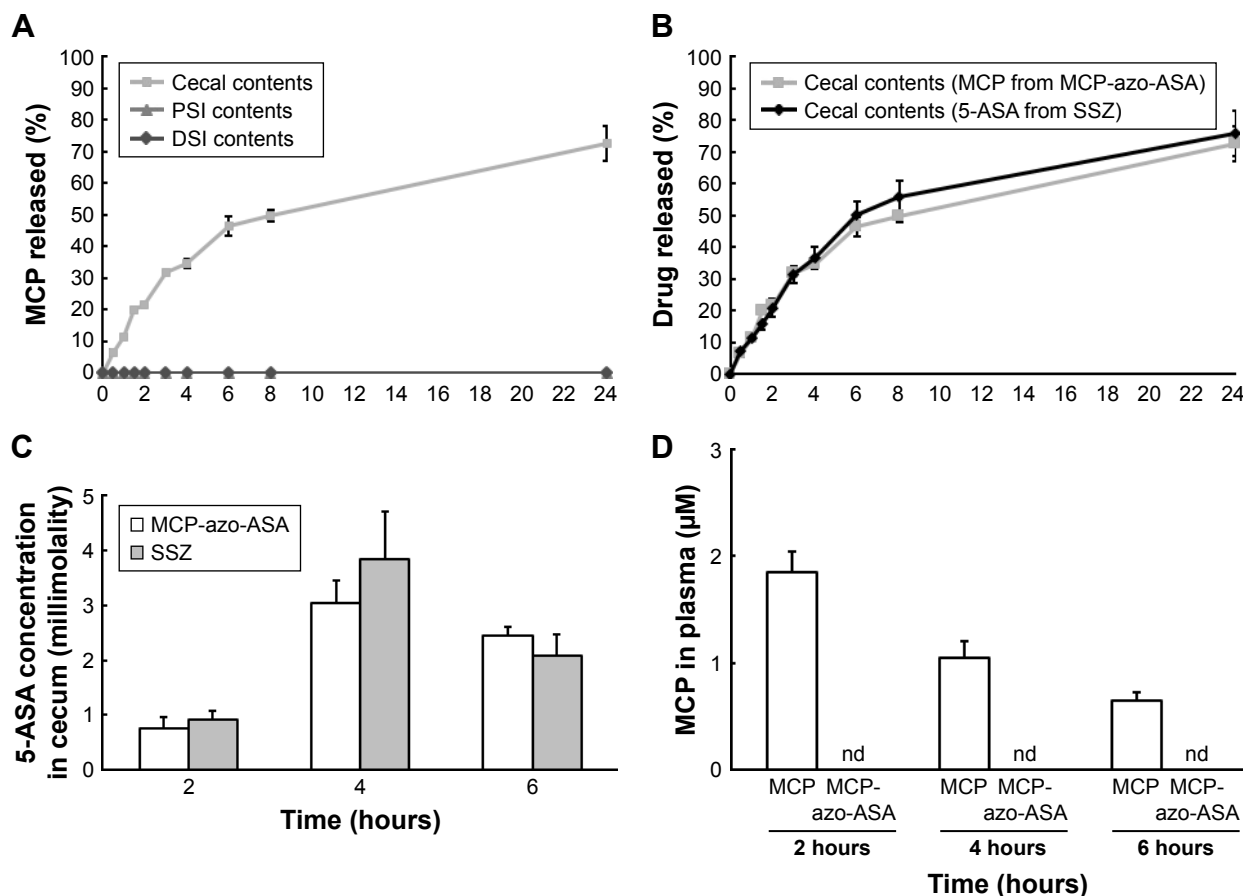 A
MCP released (%)
100
90
80
70
60
50
40
30
20
10
0
Cecal contents
PSI contents
DSI contents
0 2 4 6 8 10 12 14 16 18 20 22 24
B
Drug released (%)
100
90
80
70
60
50
40
30
20
10
0
Cecal contents (MCP from MCP-azo-ASA)
Cecal contents (5-ASA from SSZ)
0 2 4 6 8 10 12 14 16 18 20 22 24
C
5-ASA concentration
in cecum (millimolality)
5
4
3
2
1
0
MCP-azo-ASA
SSZ
2 4 6
Time (hours)
D
MCP in plasma (µM)
3
2
1
0
nd nd nd
MCP MCP- MCP MCP- MCP MCP-
azo-ASA azo-ASA azo-ASA
2 hours 4 hours 6 hours
Time (hours)